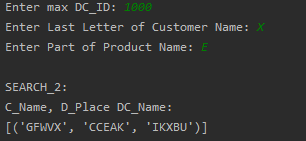 Enter max DC_ID: 1000
Enter Last Letter of Customer Name: X
Enter Part of Product Name: E
SEARCH_2:
C_Name, D_Place DC_Name:
[('GFWVX', 'CCEAK', 'IKXBU')]